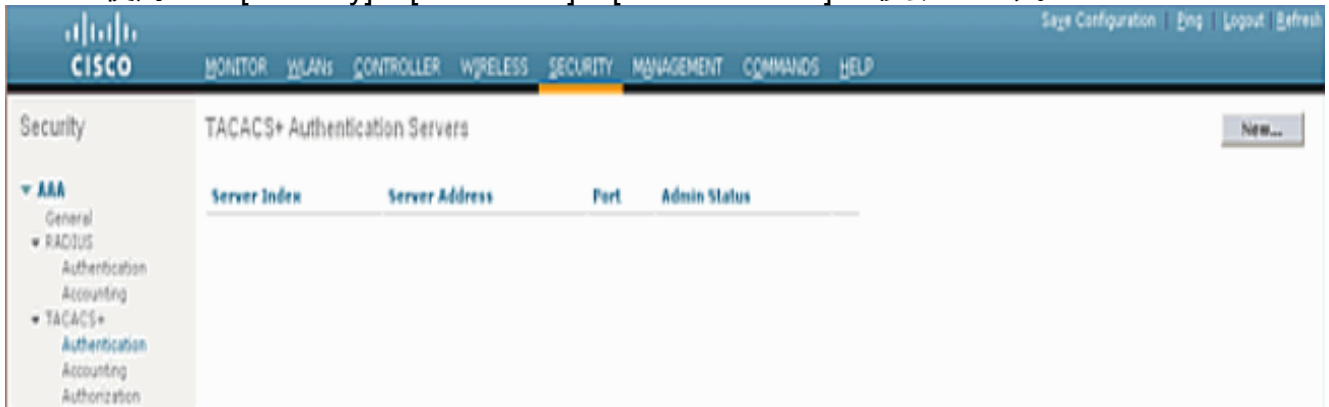 Save Configuration | Ping | Logout | Refresh
CISCO
MONITOR WLANs CONTROLLER WIRELESS SECURITY MANAGEMENT COMMANDS HELP
Security
TACACS+ Authentication Servers
New...
AAA
General
RADIUS
Authentication
Accounting
TACACS+
Authentication
Accounting
Authorization
Server Index Server Address Port Admin Status